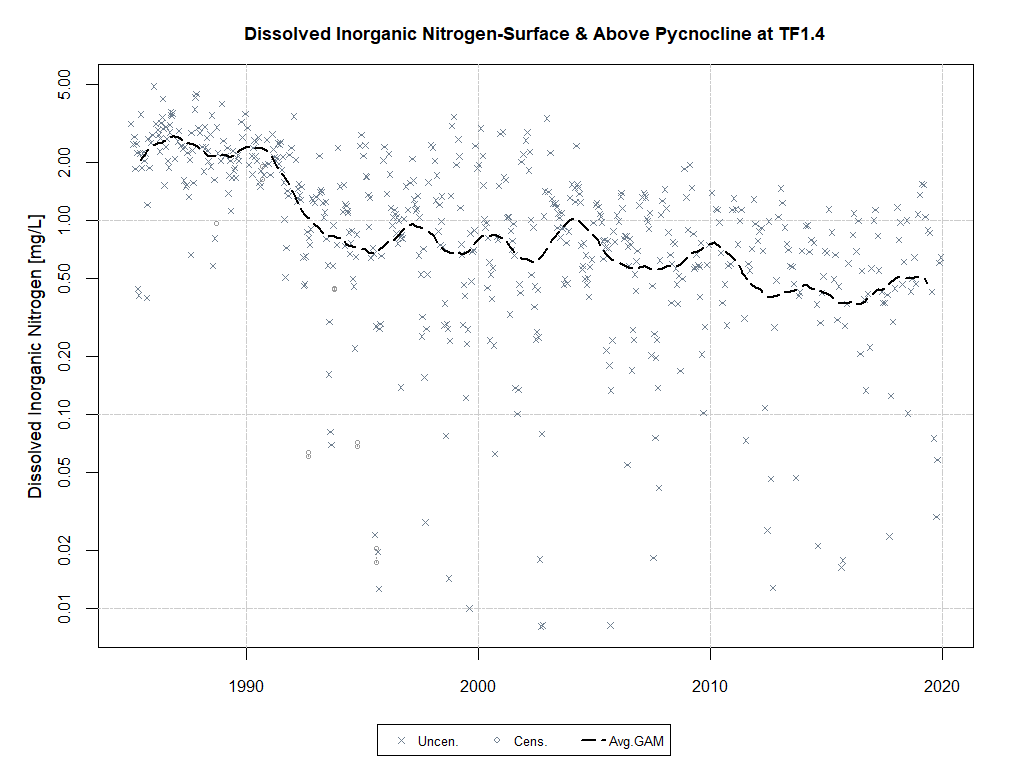 Dissolved Inorganic Nitrogen-Surface & Above Pycnocline at TF1.4
Dissolved Inorganic Nitrogen [mg/L]
5.00
2.00
1.00
0.50
0.20
0.10
0.05
0.02
0.01
1990 2000 2010 2020
Uncen. Cens. Avg.GAM